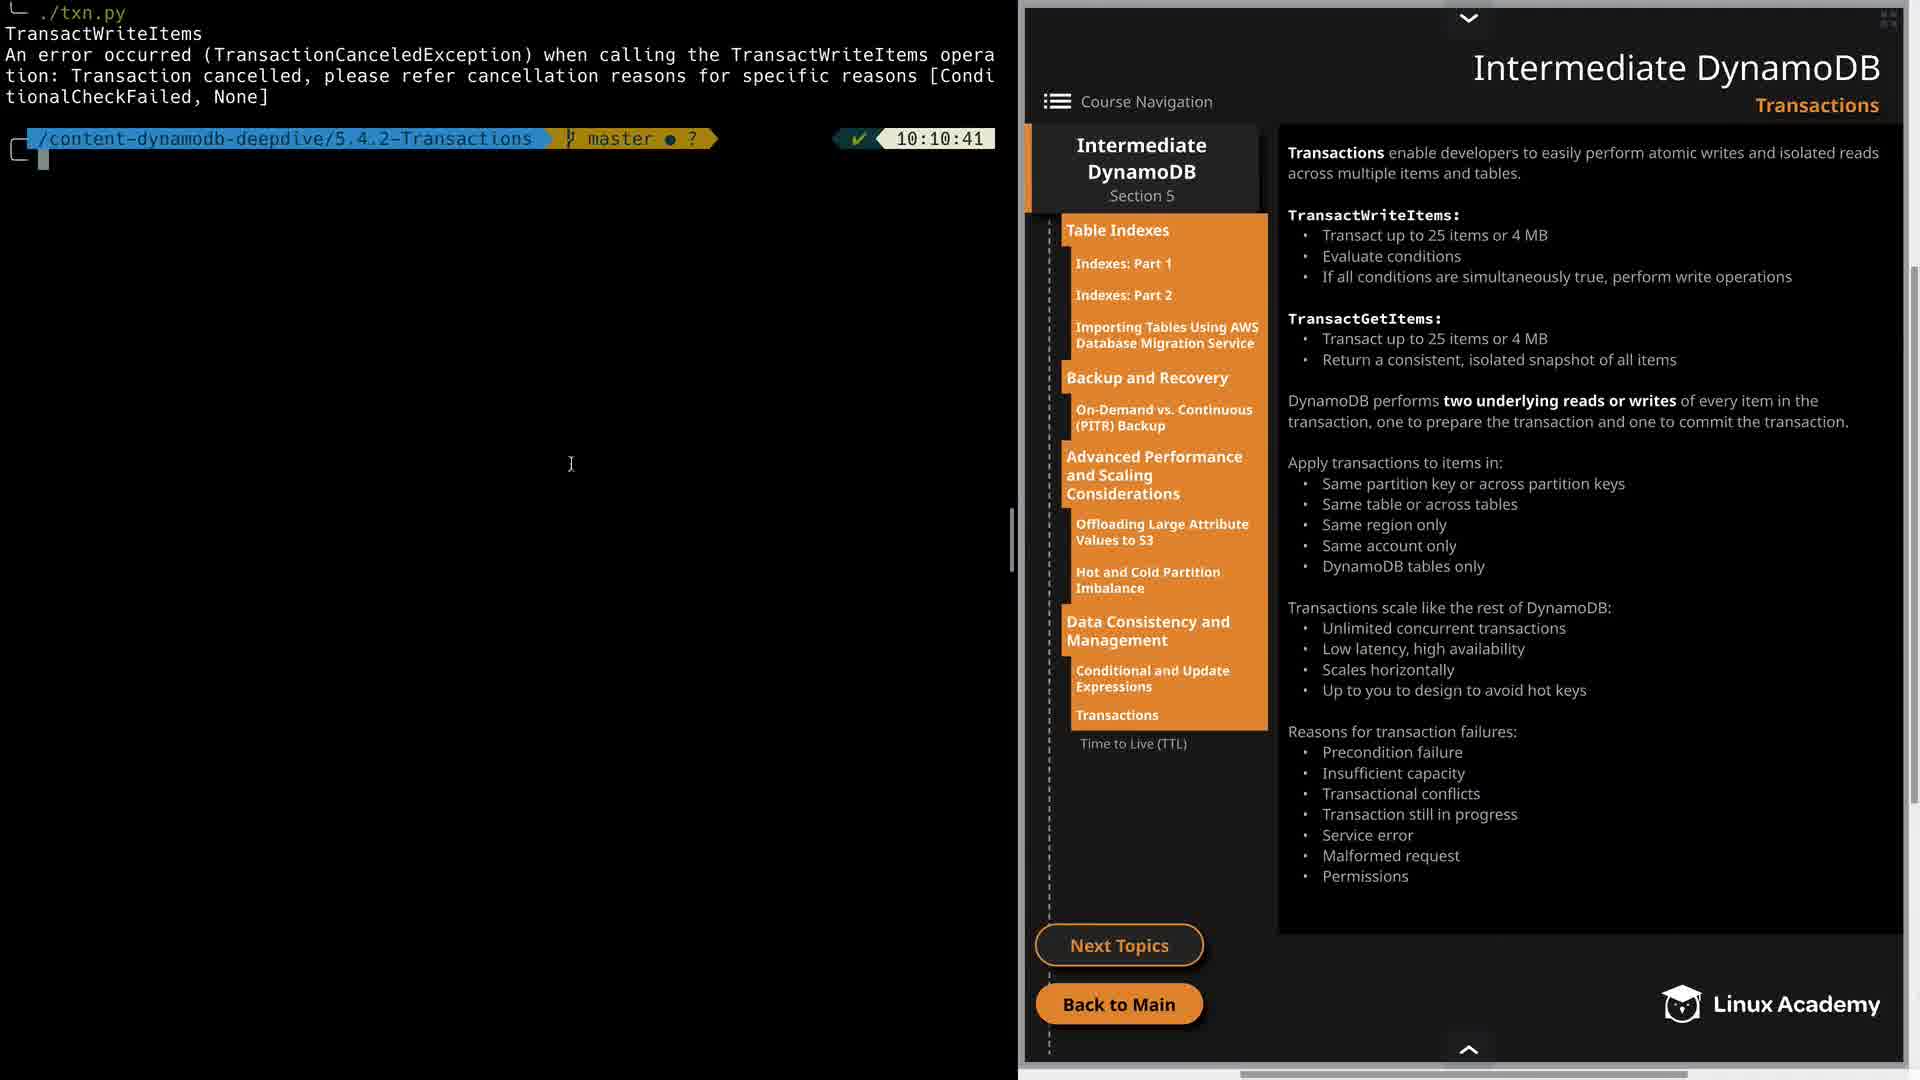 ./txn.py
TransactWriteItems
An error occurred (TransactionCanceledException) when calling the TransactWriteItems opera
tion: Transaction cancelled, please refer cancellation reasons for specific reasons [Condi
tionalCheckFailed, None]
/content-dynamodb-deepdive/5.4.2-Transactions master ● ? ✔ 10:10:41
Intermediate DynamoDB
Transactions
Course Navigation
Intermediate
DynamoDB
Section 5
Table Indexes
Indexes: Part 1
Indexes: Part 2
Importing Tables Using AWS
Database Migration Service
Backup and Recovery
On-Demand vs. Continuous
(PITR) Backup
Advanced Performance
and Scaling
Considerations
Offloading Large Attribute
Values to S3
Hot and Cold Partition
Imbalance
Data Consistency and
Management
Conditional and Update
Expressions
Transactions
Time to Live (TTL)
Next Topics
Back to Main
Transactions enable developers to easily perform atomic writes and isolated reads
across multiple items and tables.
TransactWriteItems:
• Transact up to 25 items or 4 MB
• Evaluate conditions
• If all conditions are simultaneously true, perform write operations
TransactGetItems:
• Transact up to 25 items or 4 MB
• Return a consistent, isolated snapshot of all items
DynamoDB performs two underlying reads or writes of every item in the
transaction, one to prepare the transaction and one to commit the transaction.
Apply transactions to items in:
• Same partition key or across partition keys
• Same table or across tables
• Same region only
• Same account only
• DynamoDB tables only
Transactions scale like the rest of DynamoDB:
• Unlimited concurrent transactions
• Low latency, high availability
• Scales horizontally
• Up to you to design to avoid hot keys
Reasons for transaction failures:
• Precondition failure
• Insufficient capacity
• Transactional conflicts
• Transaction still in progress
• Service error
• Malformed request
• Permissions
Linux Academy